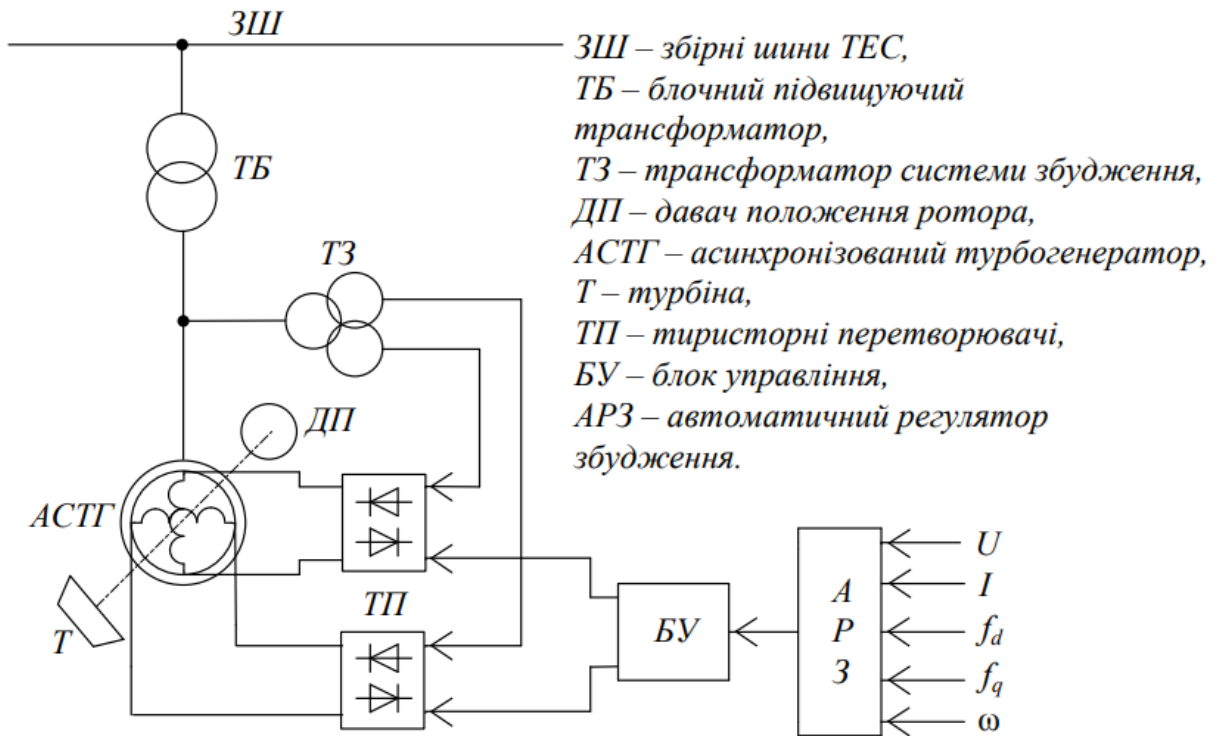 ЗШ
ЗШ – збірні шини ТЕС,
ТБ – блочний підвищуючий
трансформатор,
ТЗ – трансформатор системи збудження,
ДП – давач положення ротора,
АСТГ – асинхронізований турбогенератор,
Т – турбіна,
ТП – тиристорні перетворювачі,
БУ – блок управління,
АРЗ – автоматичний регулятор
збудження.
ТБ
ТЗ
ДП
АСТГ
Т
ТП
БУ
А
Р
З
U
I
f_d
f_q
ω